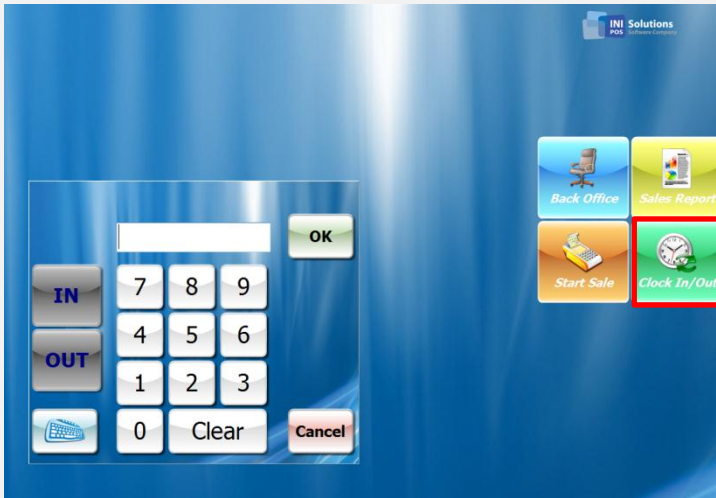 INI Solutions
POS Software Company
Back Office
Sales Report
Start Sale
Clock In/Out
OK
IN
OUT
7 8 9
4 5 6
1 2 3
0 Clear
Cancel